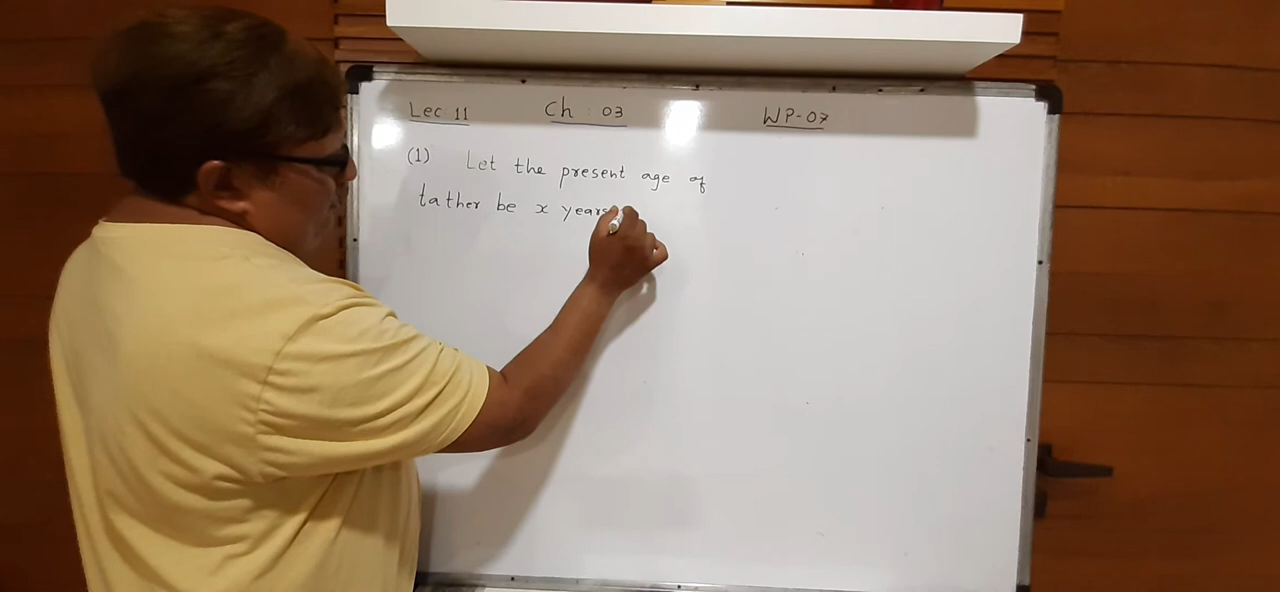 Lec 11 Ch : 03 WP-07
(1) Let the present age of
father be x years